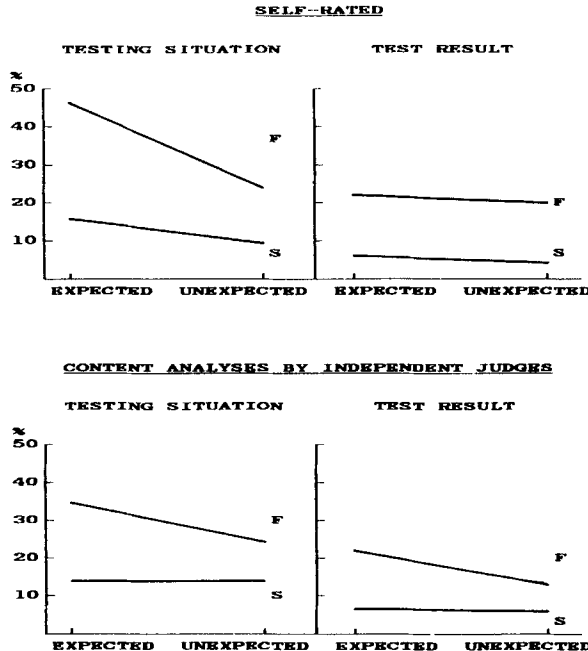 SELF--RATED
TESTING SITUATION TEST RESULT
%
50
40
30
20
10
F
S
F
S
EXPECTED UNEXPECTED EXPECTED UNEXPECTED
CONTENT ANALYSES BY INDEPENDENT JUDGES
TESTING SITUATION TEST RESULT
%
50
40
30
20
10
F
S
F
S
EXPECTED UNEXPECTED EXPECTED UNEXPECTED